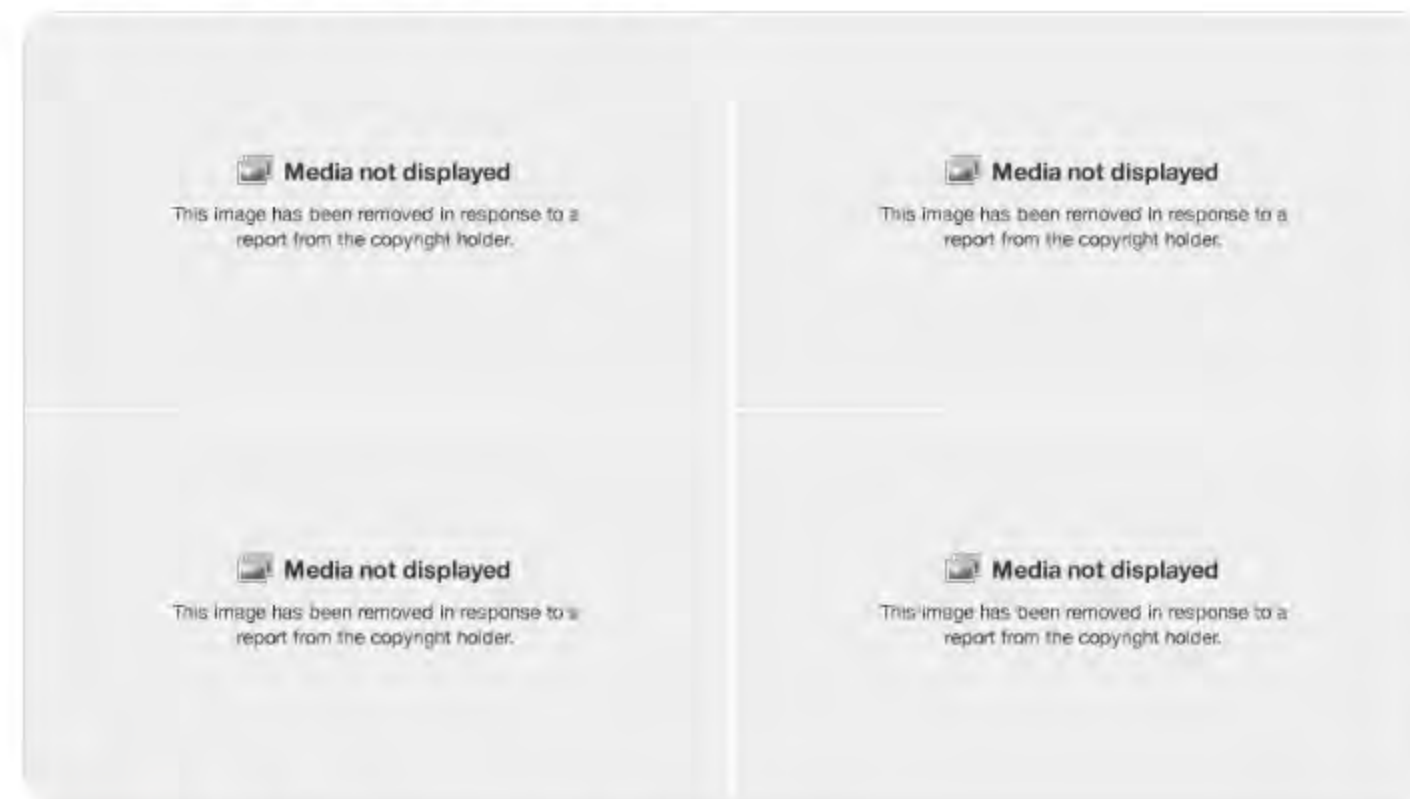 Media not displayed
This image has been removed in response to a
report from the copyright holder.
Media not displayed
This image has been removed in response to a
report from the copyright holder.
Media not displayed
This image has been removed in response to a
report from the copyright holder.
Media not displayed
This image has been removed in response to a
report from the copyright holder.